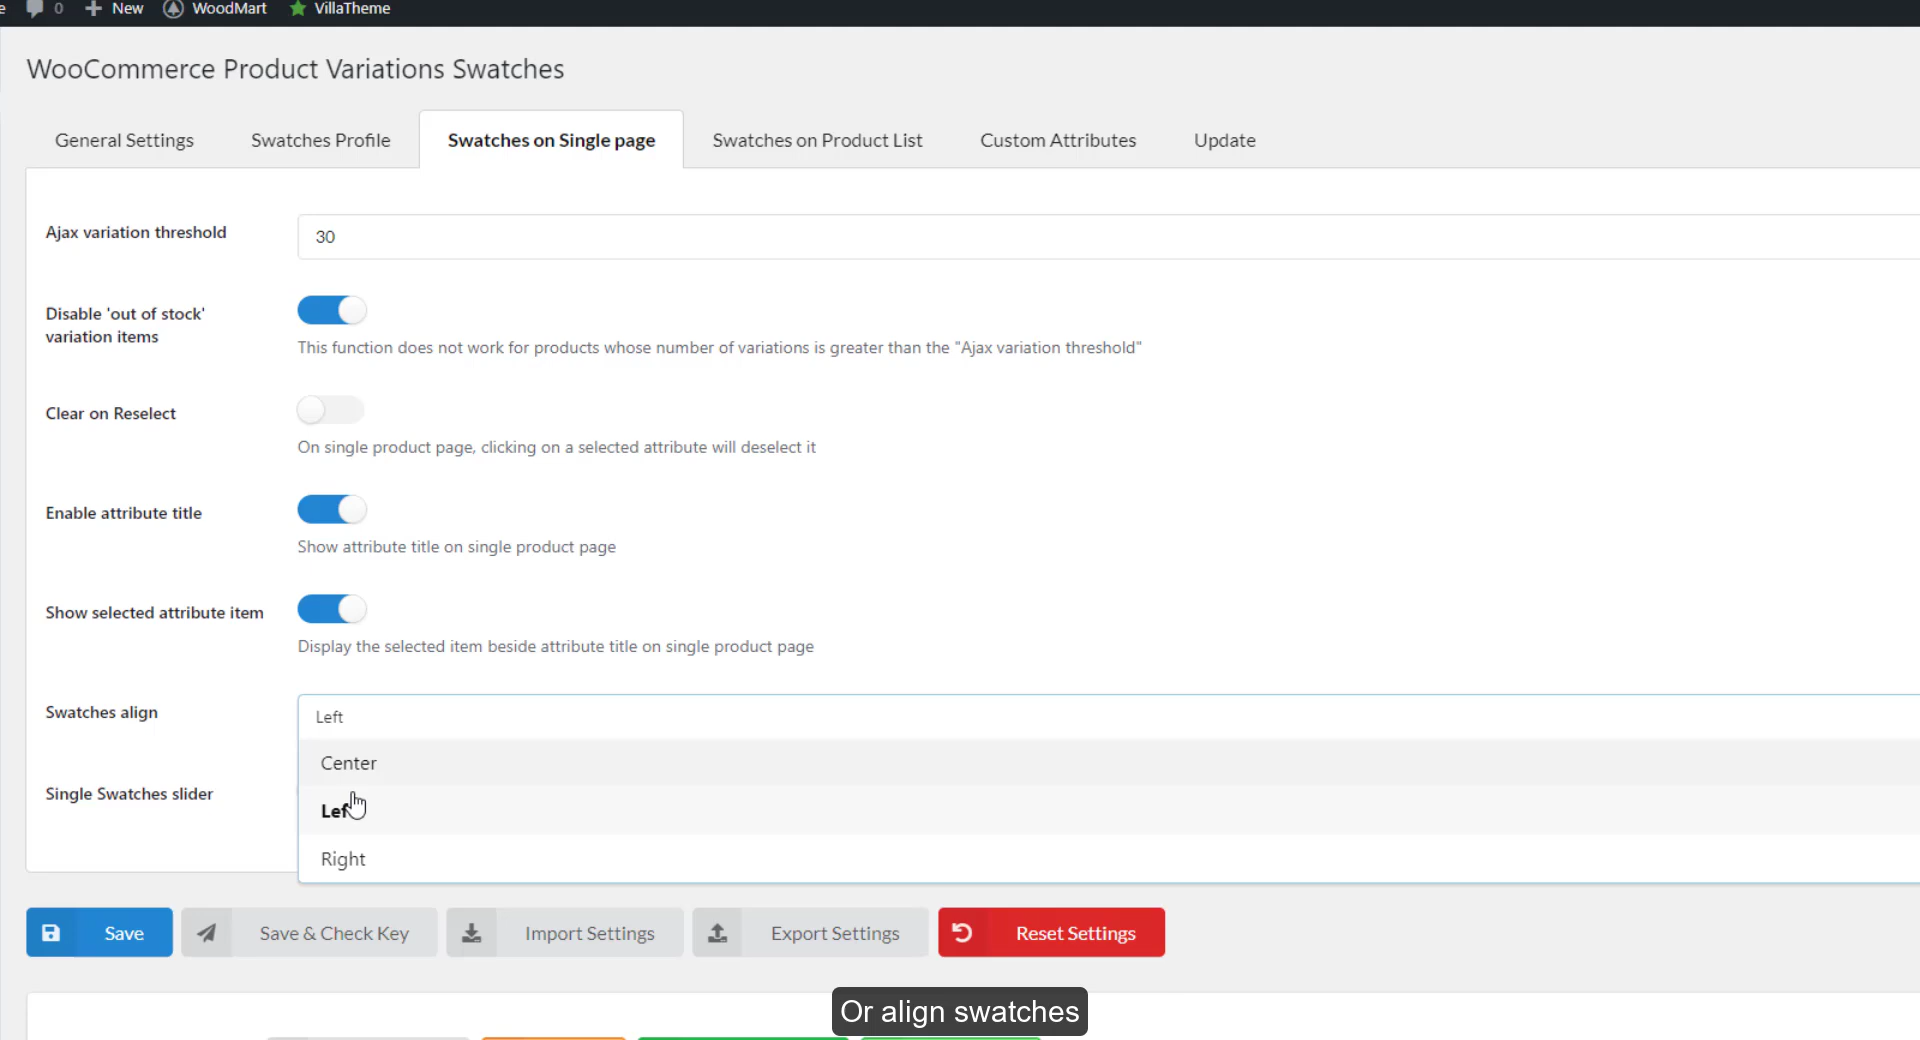 0 New WoodMart VillaTheme
WooCommerce Product Variations Swatches
General Settings Swatches Profile Swatches on Single page Swatches on Product List Custom Attributes Update
Ajax variation threshold 30
Disable 'out of stock'
variation items
This function does not work for products whose number of variations is greater than the "Ajax variation threshold"
Clear on Reselect
On single product page, clicking on a selected attribute will deselect it
Enable attribute title
Show attribute title on single product page
Show selected attribute item
Display the selected item beside attribute title on single product page
Swatches align Left
Center
Single Swatches slider
Left
Right
Save Save & Check Key Import Settings Export Settings Reset Settings
Or align swatches